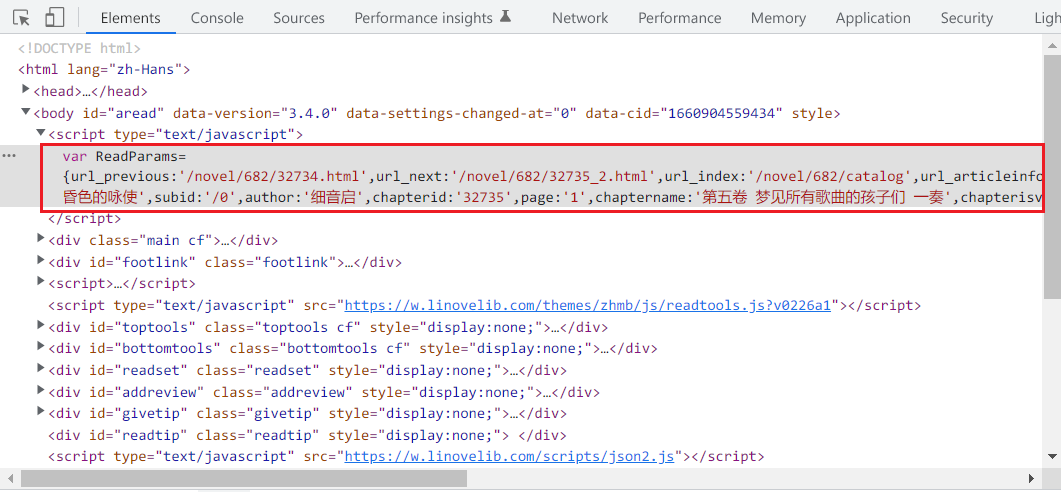 Elements Console Sources Performance insights Network Performance Memory Application Security Ligh
<!DOCTYPE html>
<html lang="zh-Hans">
<head>…</head>
<body id="aread" data-version="3.4.0" data-settings-changed-at="0" data-cid="1660904559434" style>
<script type="text/javascript">
var ReadParams=
{url_previous:'/novel/682/32734.html',url_next:'/novel/682/32735_2.html',url_index:'/novel/682/catalog',url_articleinfo
昏色的咏使',subid:'/0',author:'细音启',chapterid:'32735',page:'1',chaptername:'第五卷 梦见所有歌曲的孩子们 一奏',chapterisv
</script>
<div class="main cf">…</div>
<div id="footlink" class="footlink">…</div>
<script>…</script>
<script type="text/javascript" src="https://w.linovelib.com/themes/zhmb/js/readtools.js?v0226a1"></script>
<div id="toptools" class="toptools cf" style="display:none;">…</div>
<div id="bottomtools" class="bottomtools cf" style="display:none;">…</div>
<div id="readset" class="readset" style="display:none;">…</div>
<div id="addreview" class="addreview" style="display:none;">…</div>
<div id="givetip" class="givetip" style="display:none;">…</div>
<div id="readtip" class="readtip" style="display:none;"> </div>
<script type="text/javascript" src="https://w.linovelib.com/scripts/json2.js"></script>